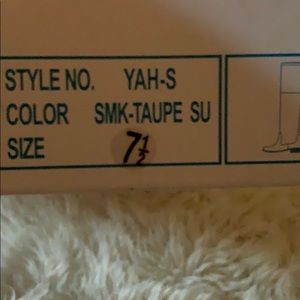 STYLE NO. YAH-S
COLOR SMK-TAUPE SU
SIZE 7½